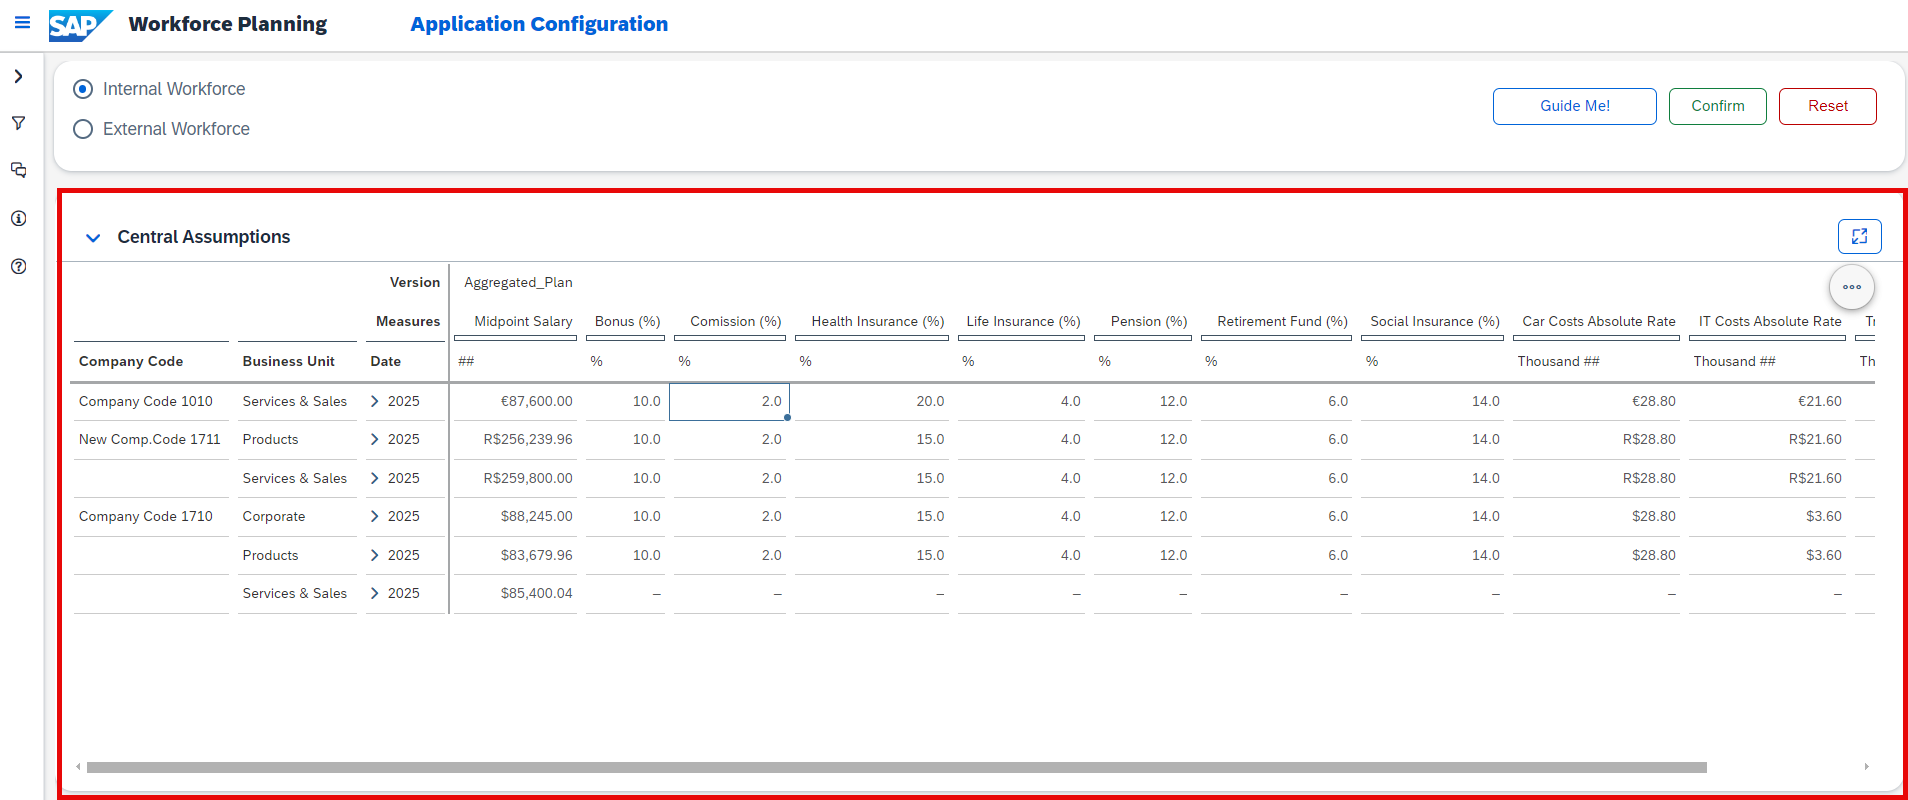 SAP Workforce Planning Application Configuration
Internal Workforce
External Workforce
Guide Me! Confirm Reset
Central Assumptions
Version Aggregated_Plan
Measures Midpoint Salary Bonus (%) Comission (%) Health Insurance (%) Life Insurance (%) Pension (%) Retirement Fund (%) Social Insurance (%) Car Costs Absolute Rate IT Costs Absolute Rate
Company Code Business Unit Date ## % % % % % % % Thousand ## Thousand ## Th
Company Code 1010 Services & Sales 2025 €87,600.00 10.0 2.0 20.0 4.0 12.0 6.0 14.0 €28.80 €21.60
New Comp.Code 1711 Products 2025 R$256,239.96 10.0 2.0 15.0 4.0 12.0 6.0 14.0 R$28.80 R$21.60
Services & Sales 2025 R$259,800.00 10.0 2.0 15.0 4.0 12.0 6.0 14.0 R$28.80 R$21.60
Company Code 1710 Corporate 2025 $88,245.00 10.0 2.0 15.0 4.0 12.0 6.0 14.0 $28.80 $3.60
Products 2025 $83,679.96 10.0 2.0 15.0 4.0 12.0 6.0 14.0 $28.80 $3.60
Services & Sales 2025 $85,400.04 – – – – – – – – –